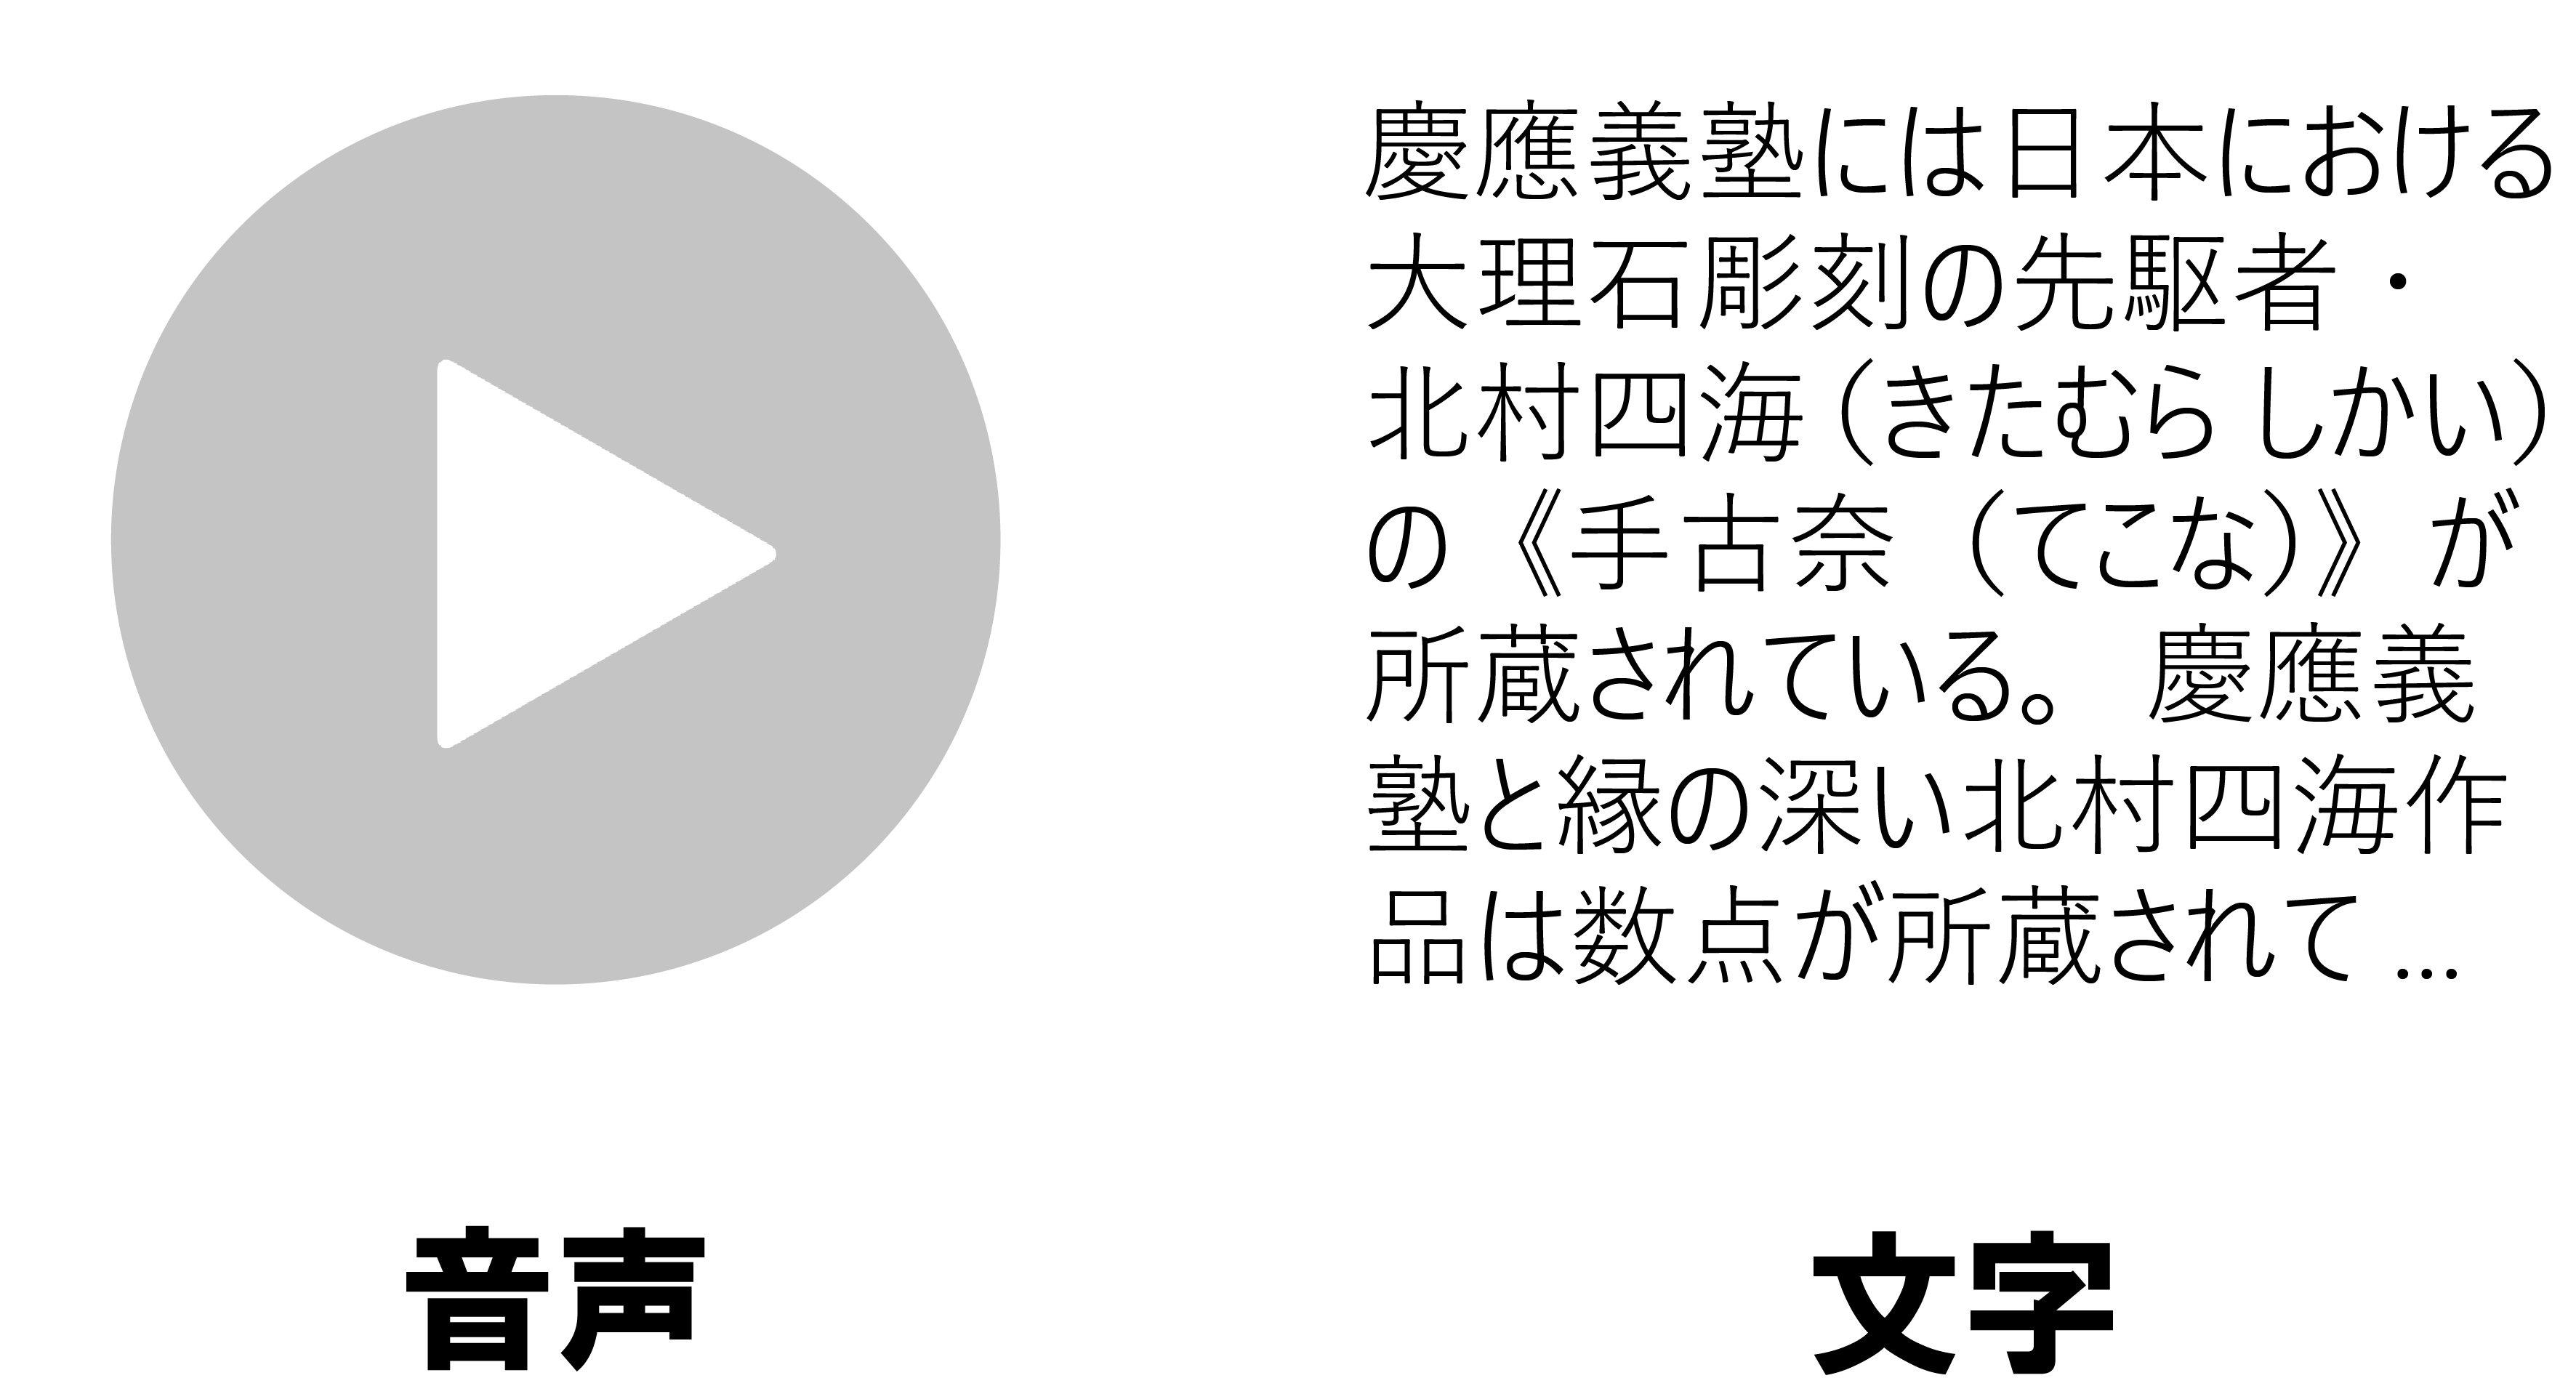 慶應義塾には日本における
大理石彫刻の先駆者・
北村四海（きたむら しかい）
の《手古奈（てこな）》が
所蔵されている。 慶應義
塾と縁の深い北村四海作
品は数点が所蔵されて ...
音声
文字